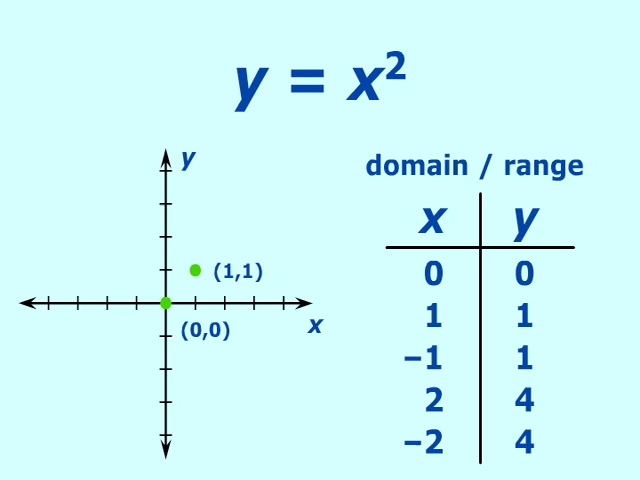 y = x²
y
(1,1)
(0,0)
x
domain / range
x y
0 0
1 1
−1 1
2 4
−2 4